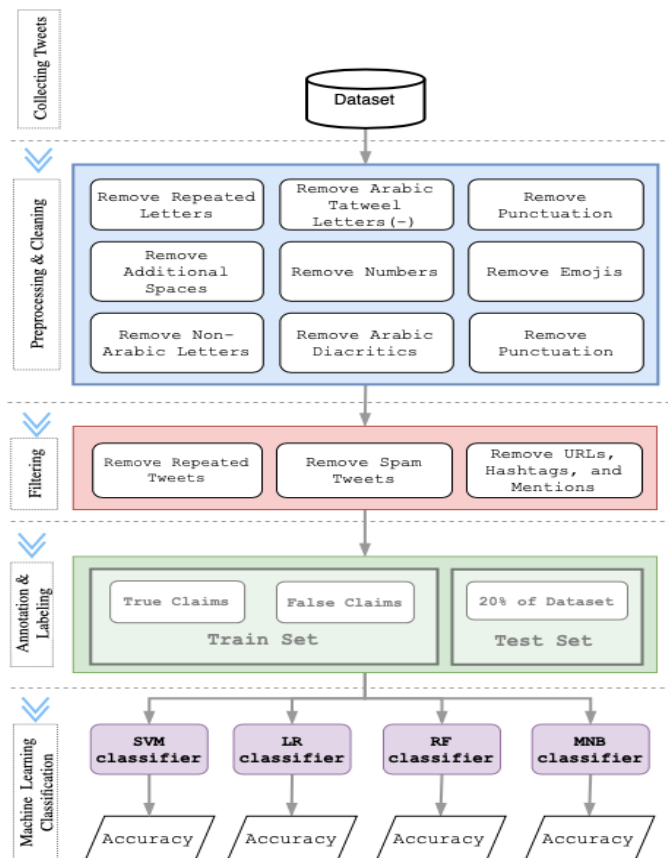 Collecting Tweets
Dataset
Preprocessing & Cleaning
Remove Repeated
Letters
Remove Arabic
Tatweel
Letters(-)
Remove
Punctuation
Remove
Additional
Spaces
Remove Numbers
Remove Emojis
Remove Non-
Arabic Letters
Remove Arabic
Diacritics
Remove
Punctuation
Filtering
Remove Repeated
Tweets
Remove Spam
Tweets
Remove URLs,
Hashtags, and
Mentions
Annotation &
Labeling
True Claims
False Claims
Train Set
20% of Dataset
Test Set
Machine Learning
Classification
SVM
classifier
LR
classifier
RF
classifier
MNB
classifier
Accuracy
Accuracy
Accuracy
Accuracy